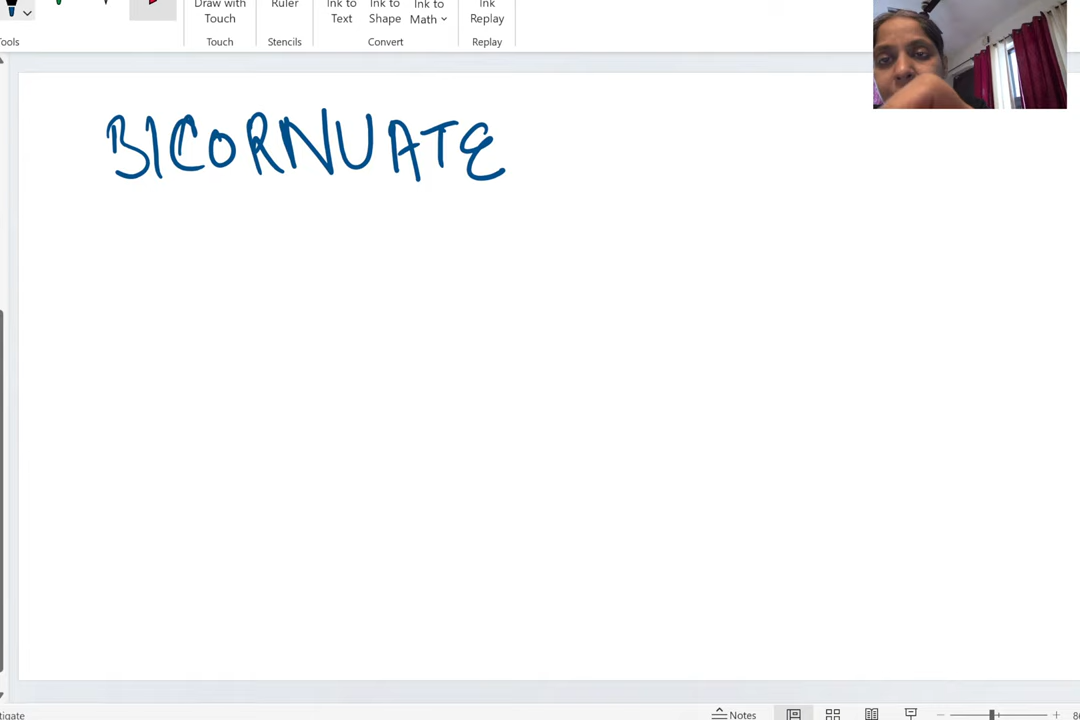 Draw with Touch
Ruler
Ink to Text
Ink to Shape
Ink to Math
Ink Replay
Tools
Touch
Stencils
Convert
Replay
BICORNUATE
Notes